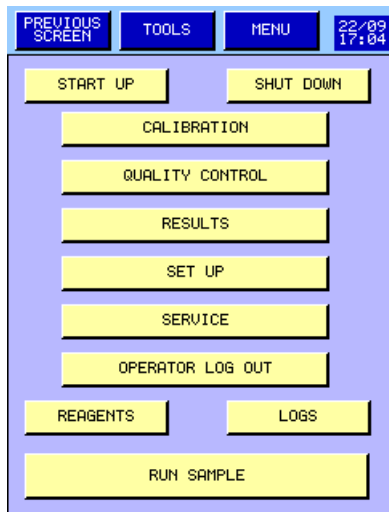 PREVIOUS
SCREEN
TOOLS
MENU
22/09
17:04
START UP
SHUT DOWN
CALIBRATION
QUALITY CONTROL
RESULTS
SET UP
SERVICE
OPERATOR LOG OUT
REAGENTS
LOGS
RUN SAMPLE